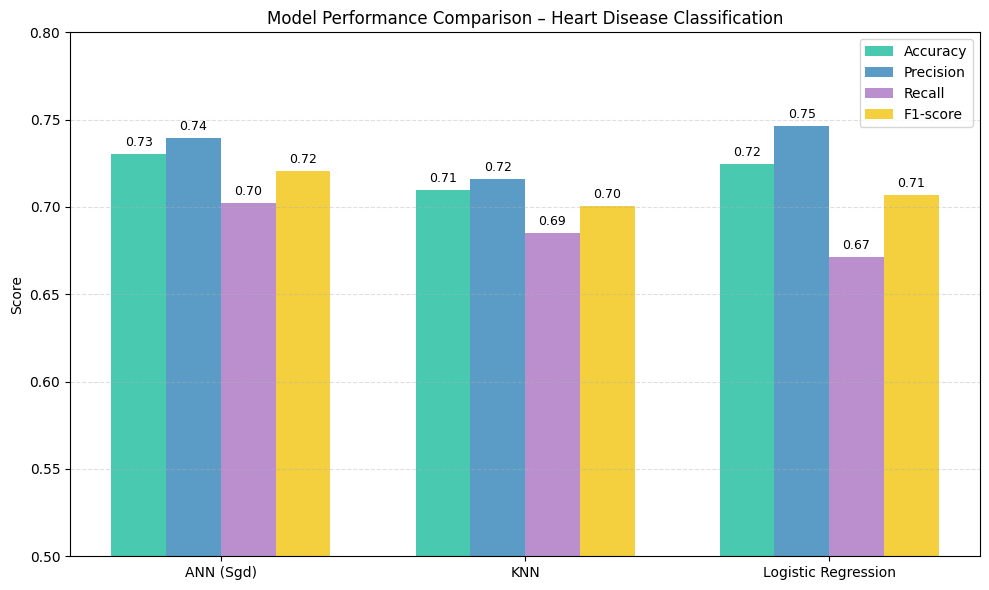 Model Performance Comparison – Heart Disease Classification
0.80
0.75
0.70
0.65
0.60
0.55
0.50
Score
Accuracy
Precision
Recall
F1-score
0.73
0.74
0.70
0.72
0.71
0.72
0.69
0.70
0.72
0.75
0.67
0.71
ANN (Sgd)
KNN
Logistic Regression